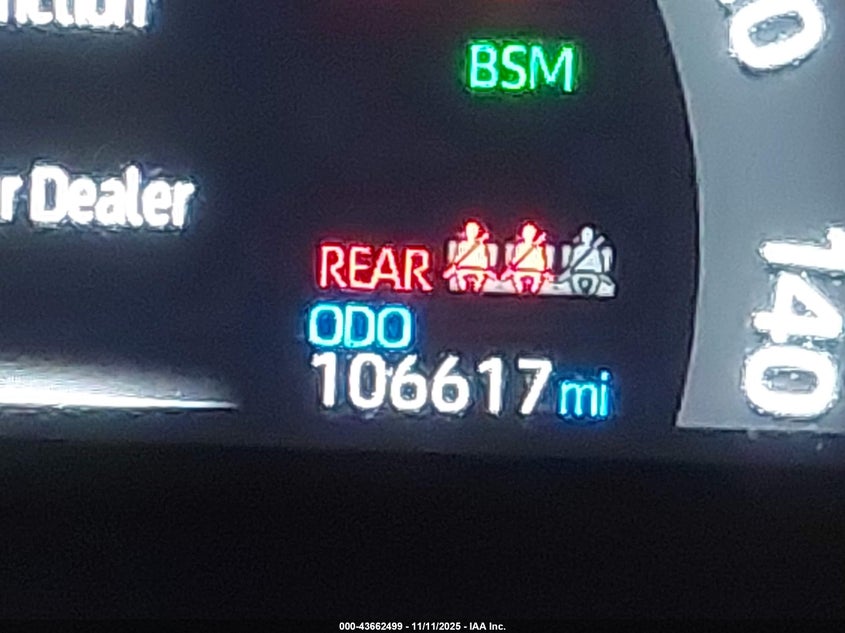 BSM
r Dealer
REAR
ODO
106617 mi
140
000-43662499 - 11/11/2025 - IAA Inc.